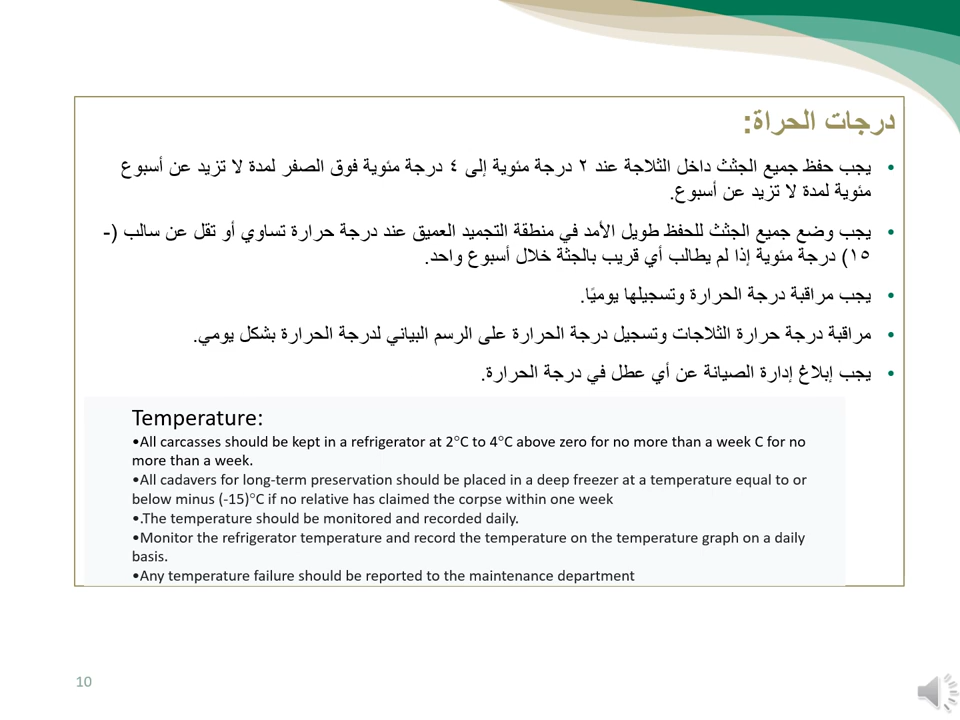 درجات الحراة:
• يجب حفظ جميع الجثث داخل الثلاجة عند ٢ درجة مئوية إلى ٤ درجة مئوية فوق الصفر لمدة لا تزيد عن أسبوع
مئوية لمدة لا تزيد عن أسبوع.
• يجب وضع جميع الجثث للحفظ طويل الأمد في منطقة التجميد العميق عند درجة حرارة تساوي أو تقل عن سالب (-
١٥) درجة مئوية إذا لم يطالب أي قريب بالجثة خلال أسبوع واحد.
• يجب مراقبة درجة الحرارة وتسجيلها يوميًا.
• مراقبة درجة حرارة الثلاجات وتسجيل درجة الحرارة على الرسم البياني لدرجة الحرارة بشكل يومي.
• يجب إبلاغ إدارة الصيانة عن أي عطل في درجة الحرارة.
Temperature:
•All carcasses should be kept in a refrigerator at 2°C to 4°C above zero for no more than a week C for no
more than a week.
•All cadavers for long-term preservation should be placed in a deep freezer at a temperature equal to or
below minus (-15)°C if no relative has claimed the corpse within one week
•.The temperature should be monitored and recorded daily.
•Monitor the refrigerator temperature and record the temperature on the temperature graph on a daily
basis.
•Any temperature failure should be reported to the maintenance department
10